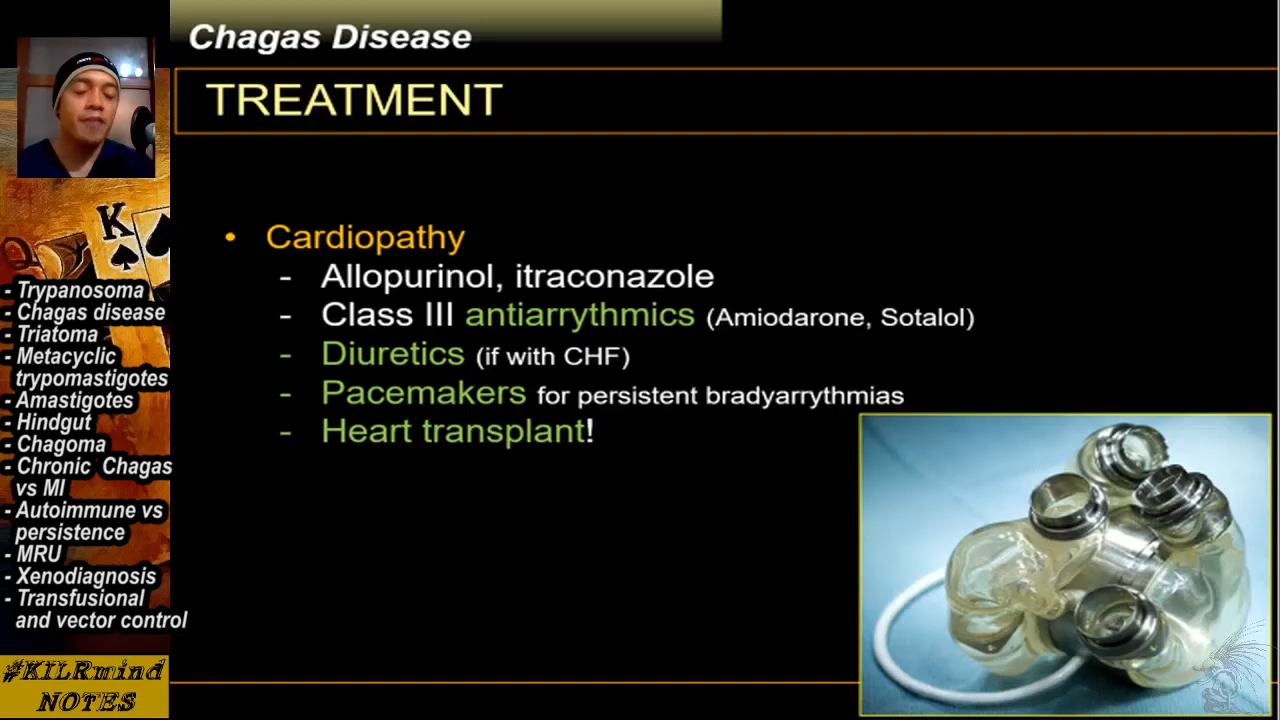 Chagas Disease
TREATMENT
• Cardiopathy
- Allopurinol, itraconazole
- Class III antiarrythmics (Amiodarone, Sotalol)
- Diuretics (if with CHF)
- Pacemakers for persistent bradyarrythmias
- Heart transplant!
K
- Trypanosoma
- Chagas disease
- Triatoma
- Metacyclic
trypomastigotes
- Amastigotes
- Hindgut
- Chagoma
- Chronic Chagas
vs MI
- Autoimmune vs
persistence
- MRU
- Xenodiagnosis
- Transfusional
and vector control
#KILRmind
NOTES